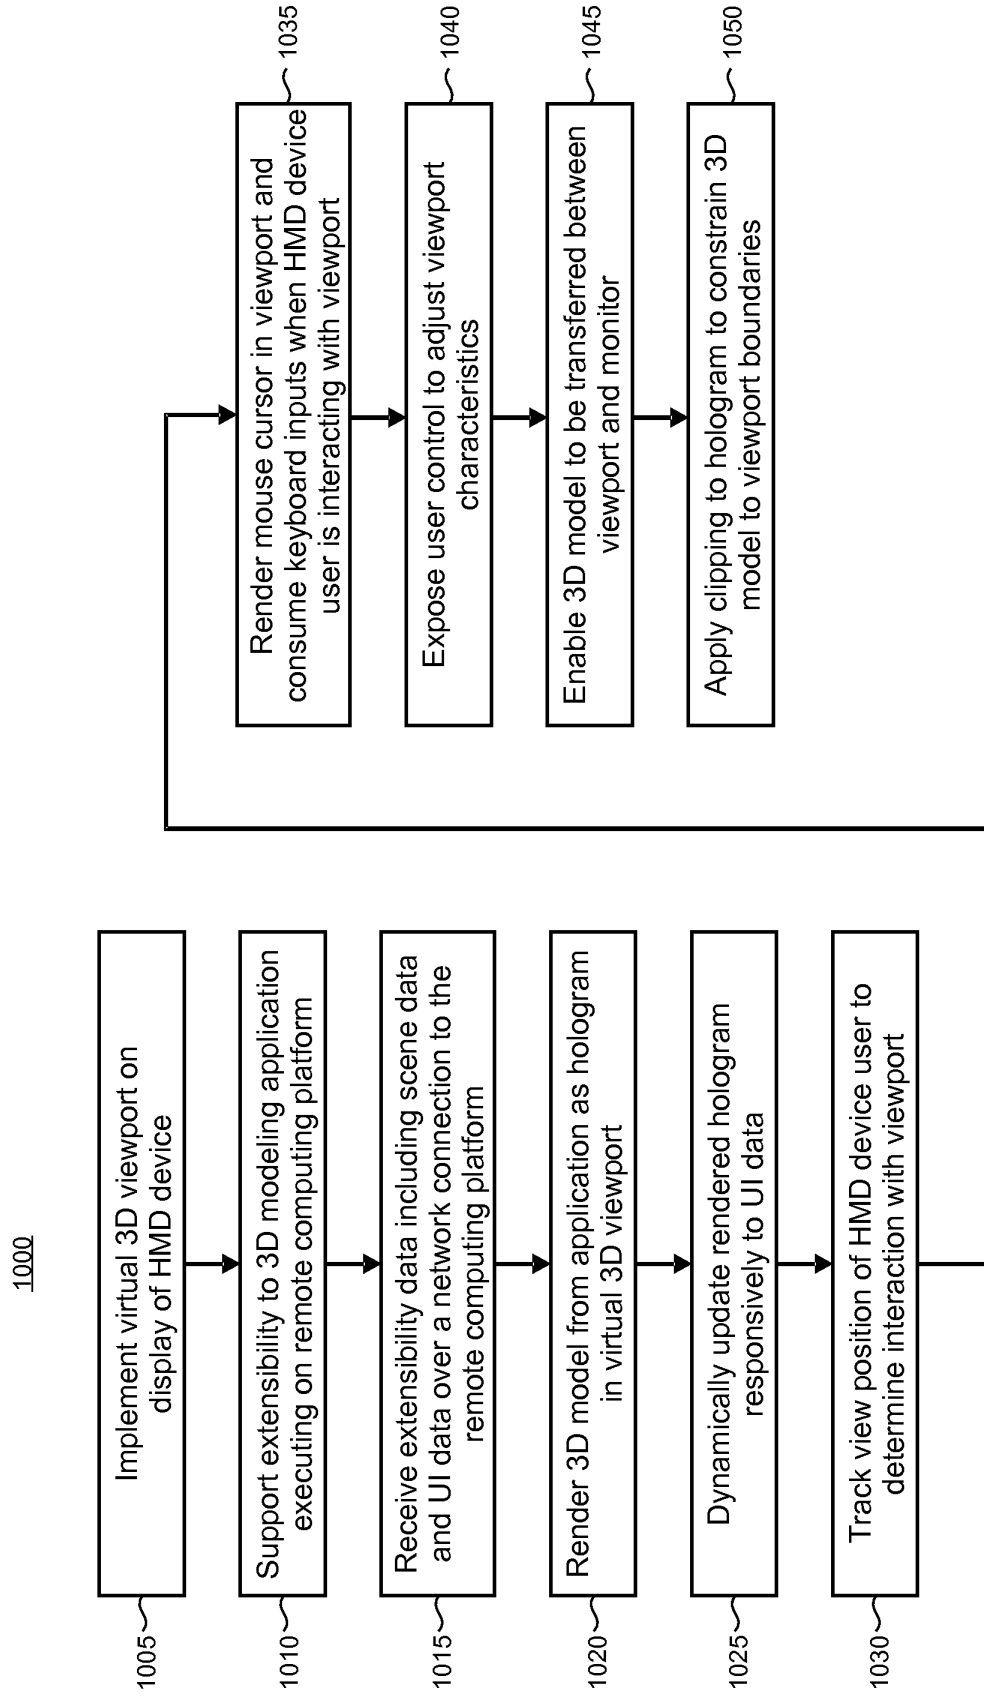 1000
1005
Implement virtual 3D viewport on
display of HMD device
1010
Support extensibility to 3D modeling application
executing on remote computing platform
1015
Receive extensibility data including scene data
and UI data over a network connection to the
remote computing platform
1020
Render 3D model from application as hologram
in virtual 3D viewport
1025
Dynamically update rendered hologram
responsively to UI data
1030
Track view position of HMD device user to
determine interaction with viewport
Render mouse cursor in viewport and
consume keyboard inputs when HMD device
user is interacting with viewport
1035
Expose user control to adjust viewport
characteristics
1040
Enable 3D model to be transferred between
viewport and monitor
1045
Apply clipping to hologram to constrain 3D
model to viewport boundaries
1050